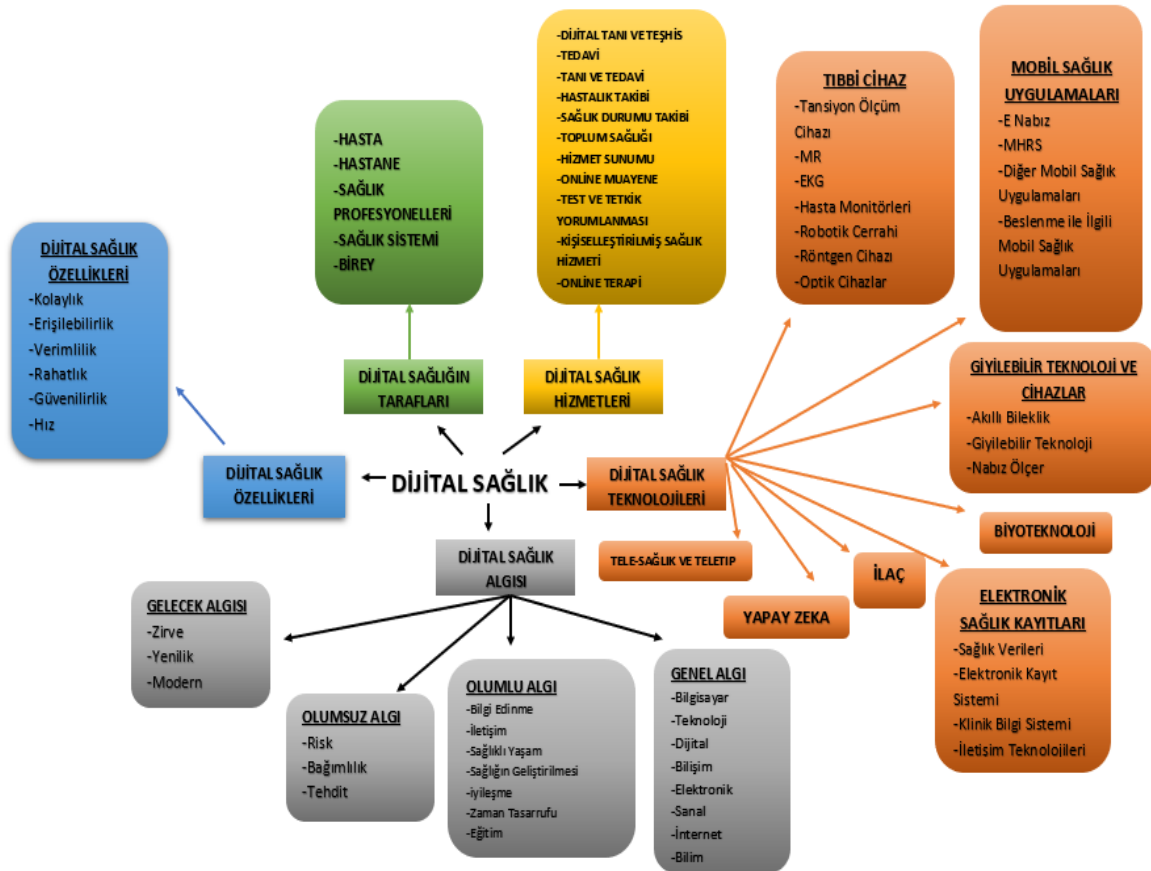 -DİJİTAL TANI VE TEŞHİS
-TEDAVİ
-TANI VE TEDAVİ
-HASTALIK TAKİBİ
-SAĞLIK DURUMU TAKİBİ
-TOPLUM SAĞLIĞI
-HİZMET SUNUMU
-ONLINE MUAYENE
-TEST VE TETKİK
YORUMLANMASI
-KİŞİSELLEŞTİRİLMİŞ SAĞLIK
HİZMETİ
-ONLINE TERAPİ
TIBBİ CİHAZ
-Tansiyon Ölçüm
Cihazı
-MR
-EKG
-Hasta Monitörleri
-Robotik Cerrahi
-Röntgen Cihazı
-Optik Cihazlar
MOBİL SAĞLIK
UYGULAMALARI
-E Nabız
-MHRS
-Diğer Mobil Sağlık
Uygulamaları
-Beslenme ile İlgili
Mobil Sağlık
Uygulamaları
-HASTA
-HASTANE
-SAĞLIK
PROFESYONELLERİ
-SAĞLIK SİSTEMİ
-BİREY
DİJİTAL SAĞLIK
ÖZELLİKLERİ
-Kolaylık
-Erişilebilirlik
-Verimlilik
-Rahatlık
-Güvenilirlik
-Hız
DİJİTAL SAĞLIĞIN
TARAFLARI
DİJİTAL SAĞLIK
HİZMETLERİ
GİYİLEBİLİR TEKNOLOJİ VE
CİHAZLAR
-Akıllı Bileklik
-Giyilebilir Teknoloji
-Nabız Ölçer
DİJİTAL SAĞLIK
ÖZELLİKLERİ
DİJİTAL SAĞLIK
DİJİTAL SAĞLIK
TEKNOLOJİLERİ
BİYOTEKNOLOJİ
DİJİTAL SAĞLIK
ALGISI
TELE-SAĞLIK VE TELETIP
İLAÇ
YAPAY ZEKA
ELEKTRONİK
SAĞLIK KAYITLARI
-Sağlık Verileri
-Elektronik Kayıt
Sistemi
-Klinik Bilgi Sistemi
-İletişim Teknolojileri
GELECEK ALGISI
-Zirve
-Yenilik
-Modern
OLUMSUZ ALGI
-Risk
-Bağımlılık
-Tehdit
OLUMLU ALGI
-Bilgi Edinme
-İletişim
-Sağlıklı Yaşam
-Sağlığın Geliştirilmesi
-iyileşme
-Zaman Tasarrufu
-Eğitim
GENEL ALGI
-Bilgisayar
-Teknoloji
-Dijital
-Bilişim
-Elektronik
-Sanal
-İnternet
-Bilim